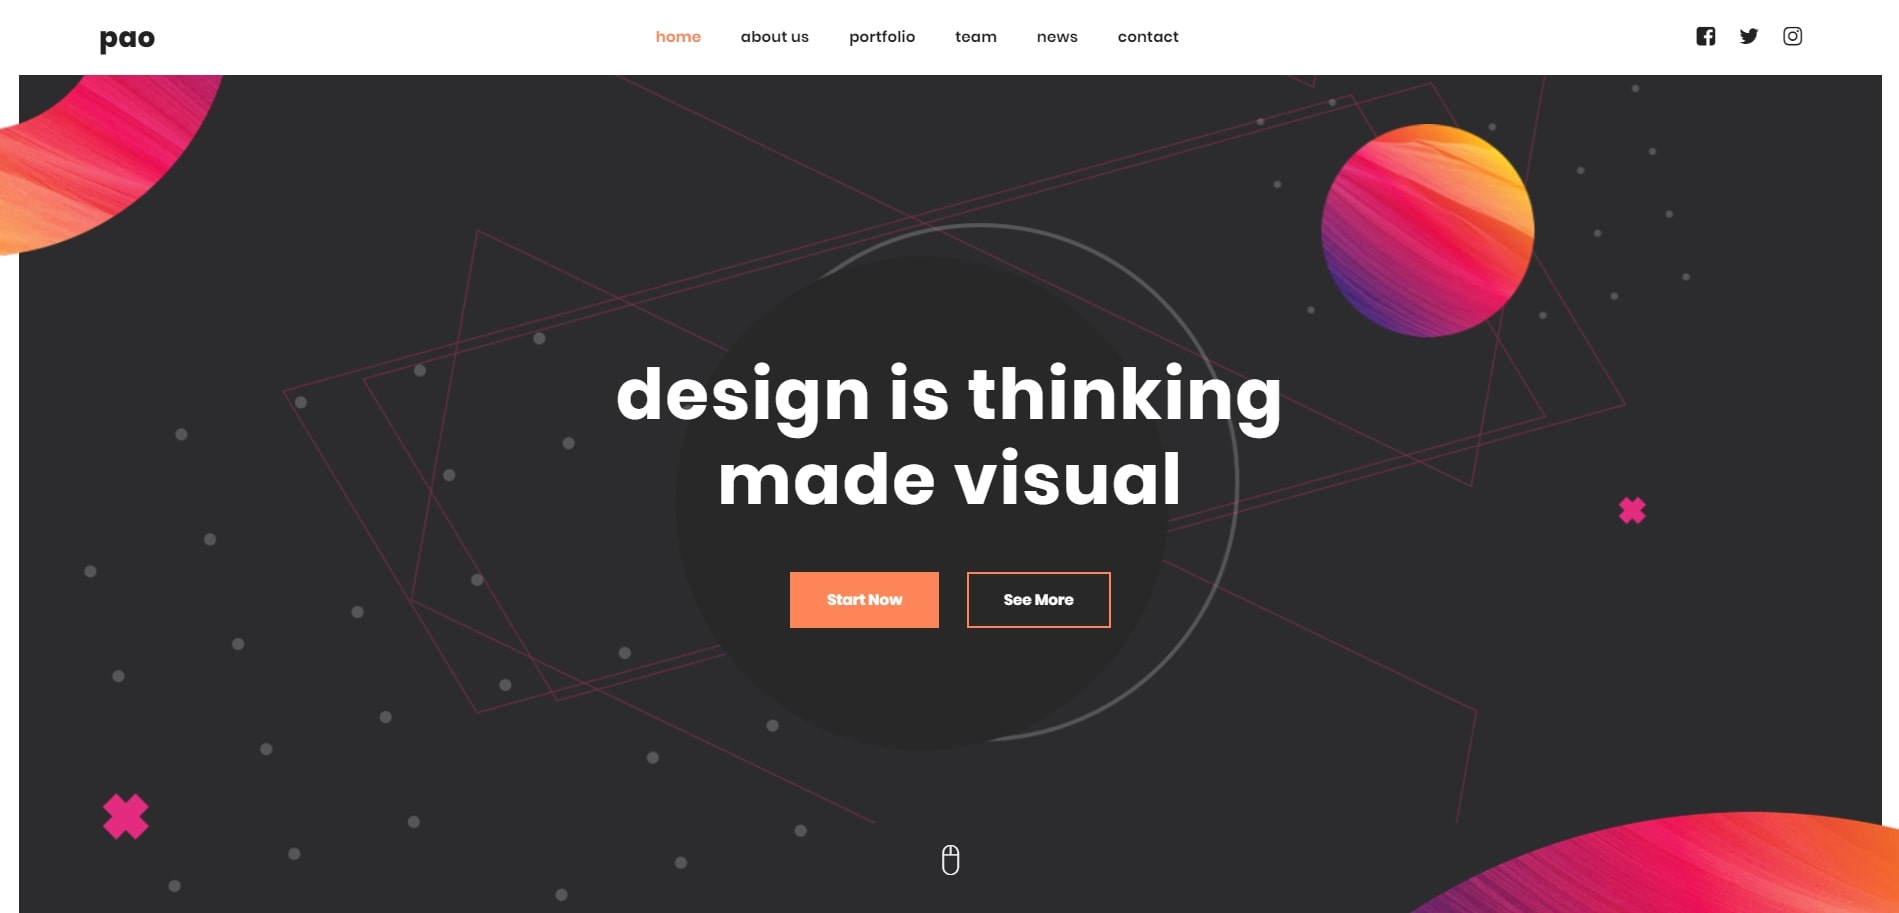 pao
home about us portfolio team news contact
design is thinking
made visual
Start Now See More